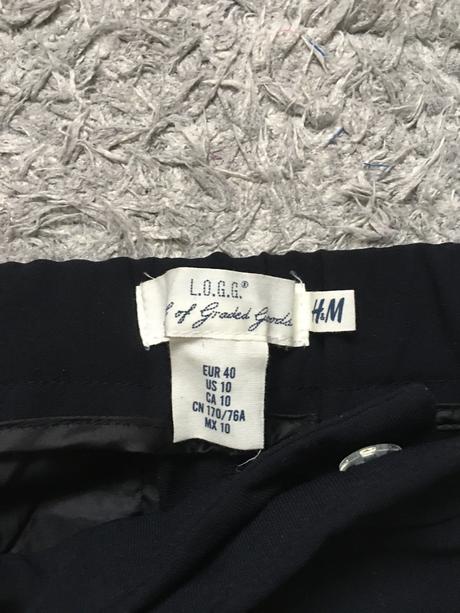 L.O.G.G.®
of Graded Goods
H&M
EUR 40
US 10
CA 10
CN 170/76A
MX 10